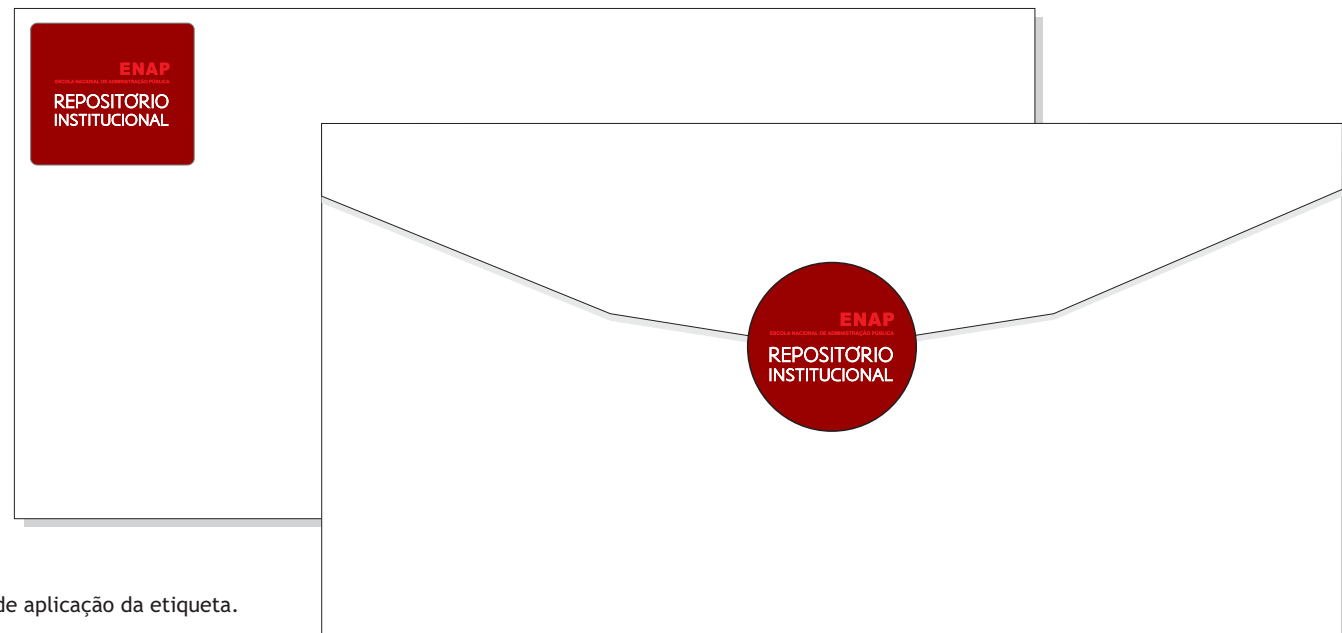 ENAP
ESCOLA NACIONAL DE ADMINISTRAÇÃO PÚBLICA
REPOSITÓRIO
INSTITUCIONAL
ENAP
ESCOLA NACIONAL DE ADMINISTRAÇÃO PÚBLICA
REPOSITÓRIO
INSTITUCIONAL
de aplicação da etiqueta.